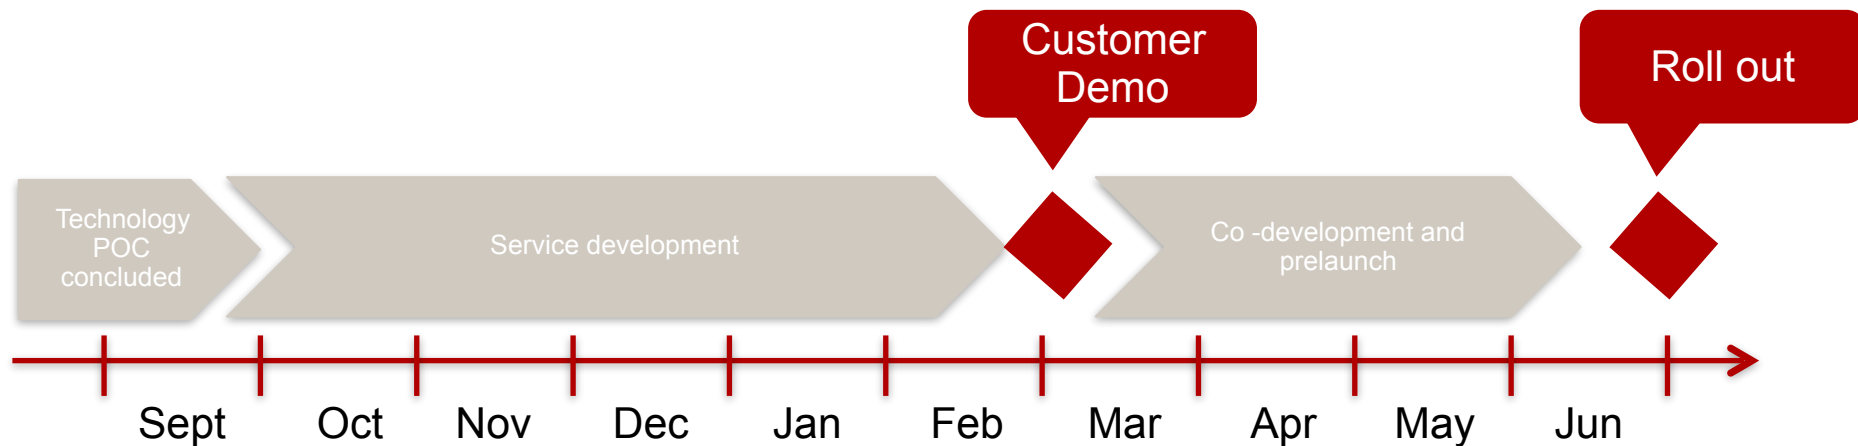 Customer
Demo
Roll out
Technology
POC
concluded
Service development
Co -development and
prelaunch
Sept
Oct
Nov
Dec
Jan
Feb
Mar
Apr
May
Jun